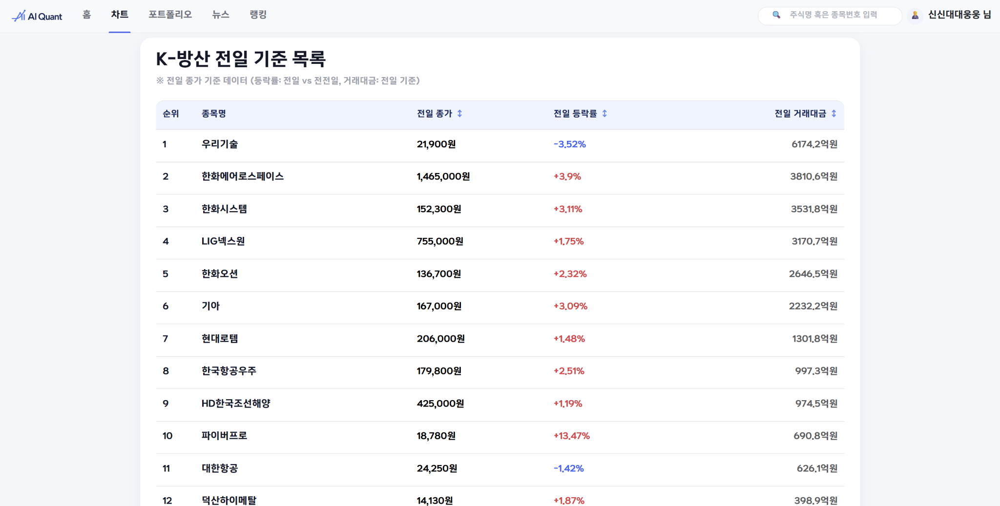 AI Quant 홈 차트 포트폴리오 뉴스 랭킹 주식명 혹은 종목번호 입력 신신대대웅웅 님
K-방산 전일 기준 목록
※ 전일 종가 기준 데이터 (등락률: 전일 vs 전전일, 거래대금: 전일 기준)
순위 종목명 전일 종가 ↕ 전일 등락률 ↕ 전일 거래대금 ↕
1 우리기술 21,900원 -3.52% 6174.2억원
2 한화에어로스페이스 1,465,000원 +3.9% 3810.6억원
3 한화시스템 152,300원 +3.11% 3531.8억원
4 LIG넥스원 755,000원 +1.75% 3170.7억원
5 한화오션 136,700원 +2.32% 2646.5억원
6 기아 167,000원 +3.09% 2232.2억원
7 현대로템 206,000원 +1.48% 1301.8억원
8 한국항공우주 179,800원 +2.51% 997.3억원
9 HD한국조선해양 425,000원 +1.19% 974.5억원
10 파이버프로 18,780원 +13.47% 690.8억원
11 대한항공 24,250원 -1.42% 626.1억원
12 덕산하이메탈 14,130원 +1.87% 398.9억원